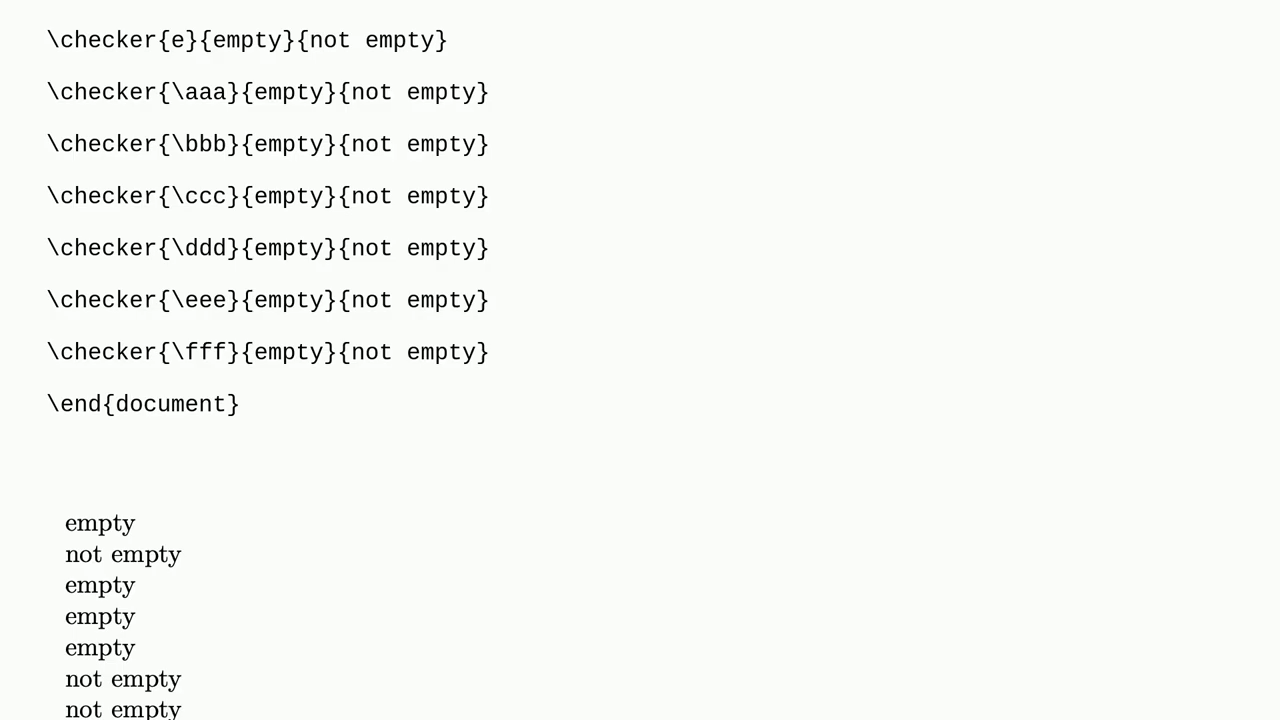 \checker{e}{empty}{not empty}
\checker{\aaa}{empty}{not empty}
\checker{\bbb}{empty}{not empty}
\checker{\ccc}{empty}{not empty}
\checker{\ddd}{empty}{not empty}
\checker{\eee}{empty}{not empty}
\checker{\fff}{empty}{not empty}
\end{document}
empty
not empty
empty
empty
empty
not empty
not empty